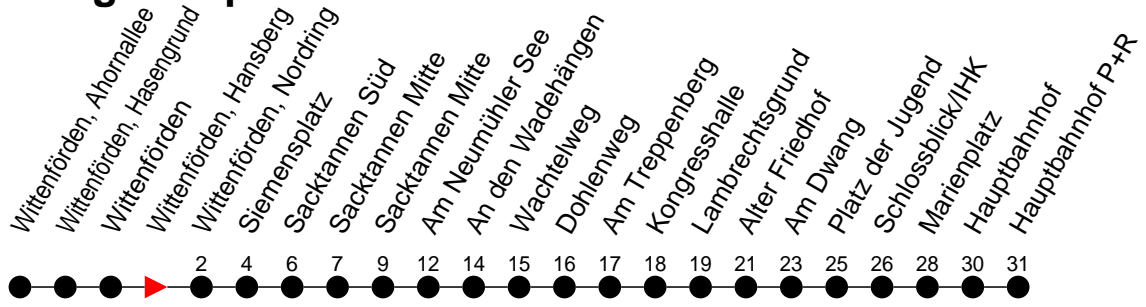 Wittenförden, Ahornallee
Wittenförden, Hasengrund
Wittenförden
Wittenförden, Hansberg
Wittenförden, Nordring
Siemensplatz
Sacktannen Süd
Sacktannen Mitte
Sacktannen Mitte
Am Neumühler See
An den Wadehängen
Wachtelweg
Dohlenweg
Am Treppenberg
Kongresshalle
Lambrechtsgrund
Alter Friedhof
Am Dwang
Platz der Jugend
Schlossblick/IHK
Marienplatz
Hauptbahnhof
Hauptbahnhof P+R
2 4 6 7 9 12 14 15 16 17 18 19 21 23 25 26 28 30 31